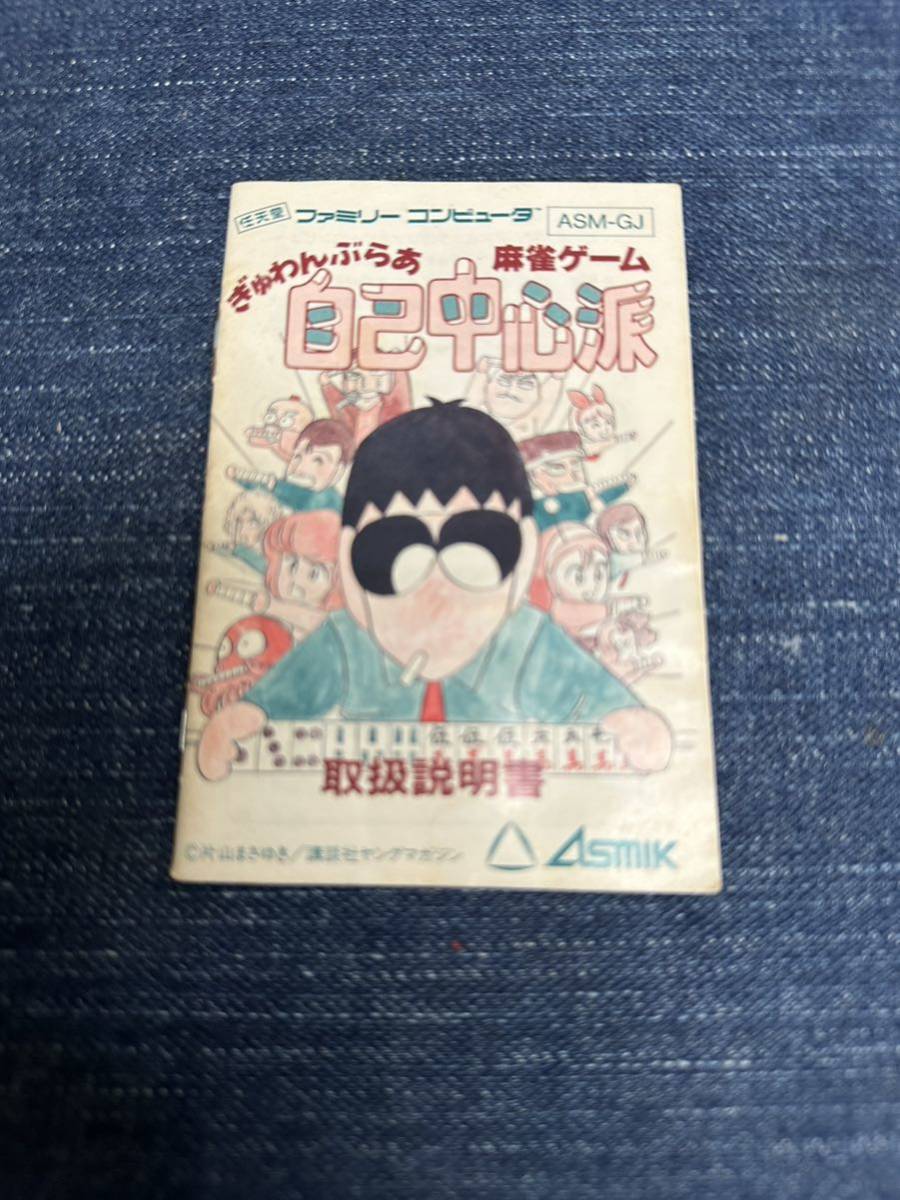 任天堂 ファミリーコンピュータ™ ASM-GJ
ぎゅわんぶらあ 麻雀ゲーム
自己中心派
取扱説明書
©片山まさゆき/講談社ヤングマガジン ASMIK